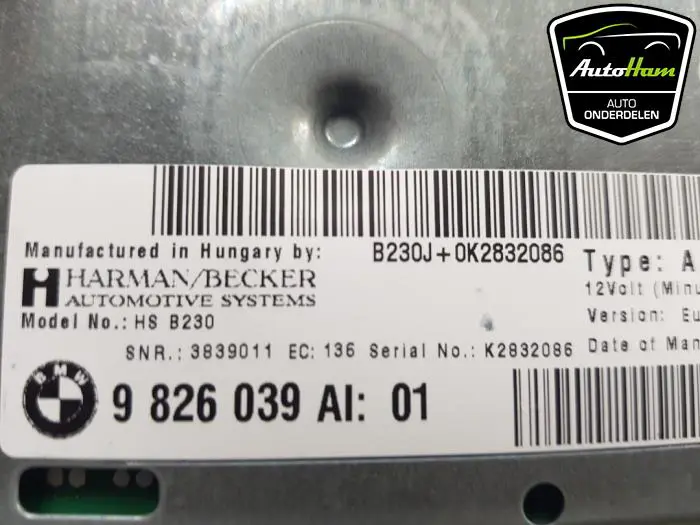 AutoHam
AUTO
ONDERDELEN
Manufactured in Hungary by:
HARMAN/BECKER
AUTOMOTIVE SYSTEMS
Model No.: HS B230
B230J+0K2832086
Type: A
12Volt (Minu
Version: Eu
SNR.: 3839011 EC: 136 Serial No.: K2832086 Date of Man
BMW
9 826 039 AI: 01